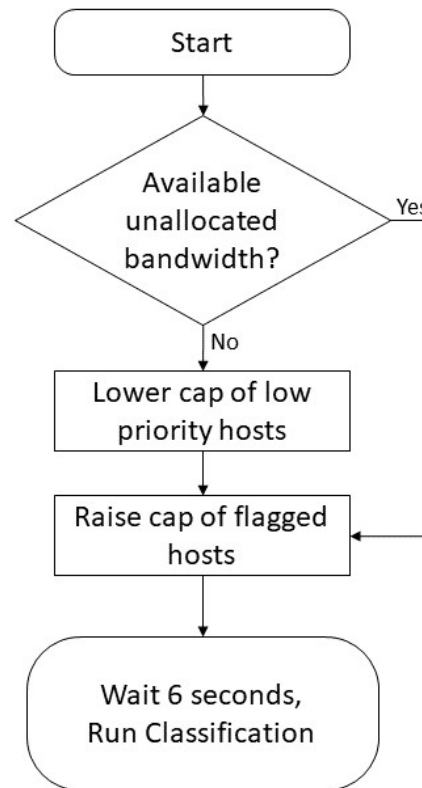 Start
Available
unallocated
bandwidth?
Yes
No
Lower cap of low
priority hosts
Raise cap of flagged
hosts
Wait 6 seconds,
Run Classification